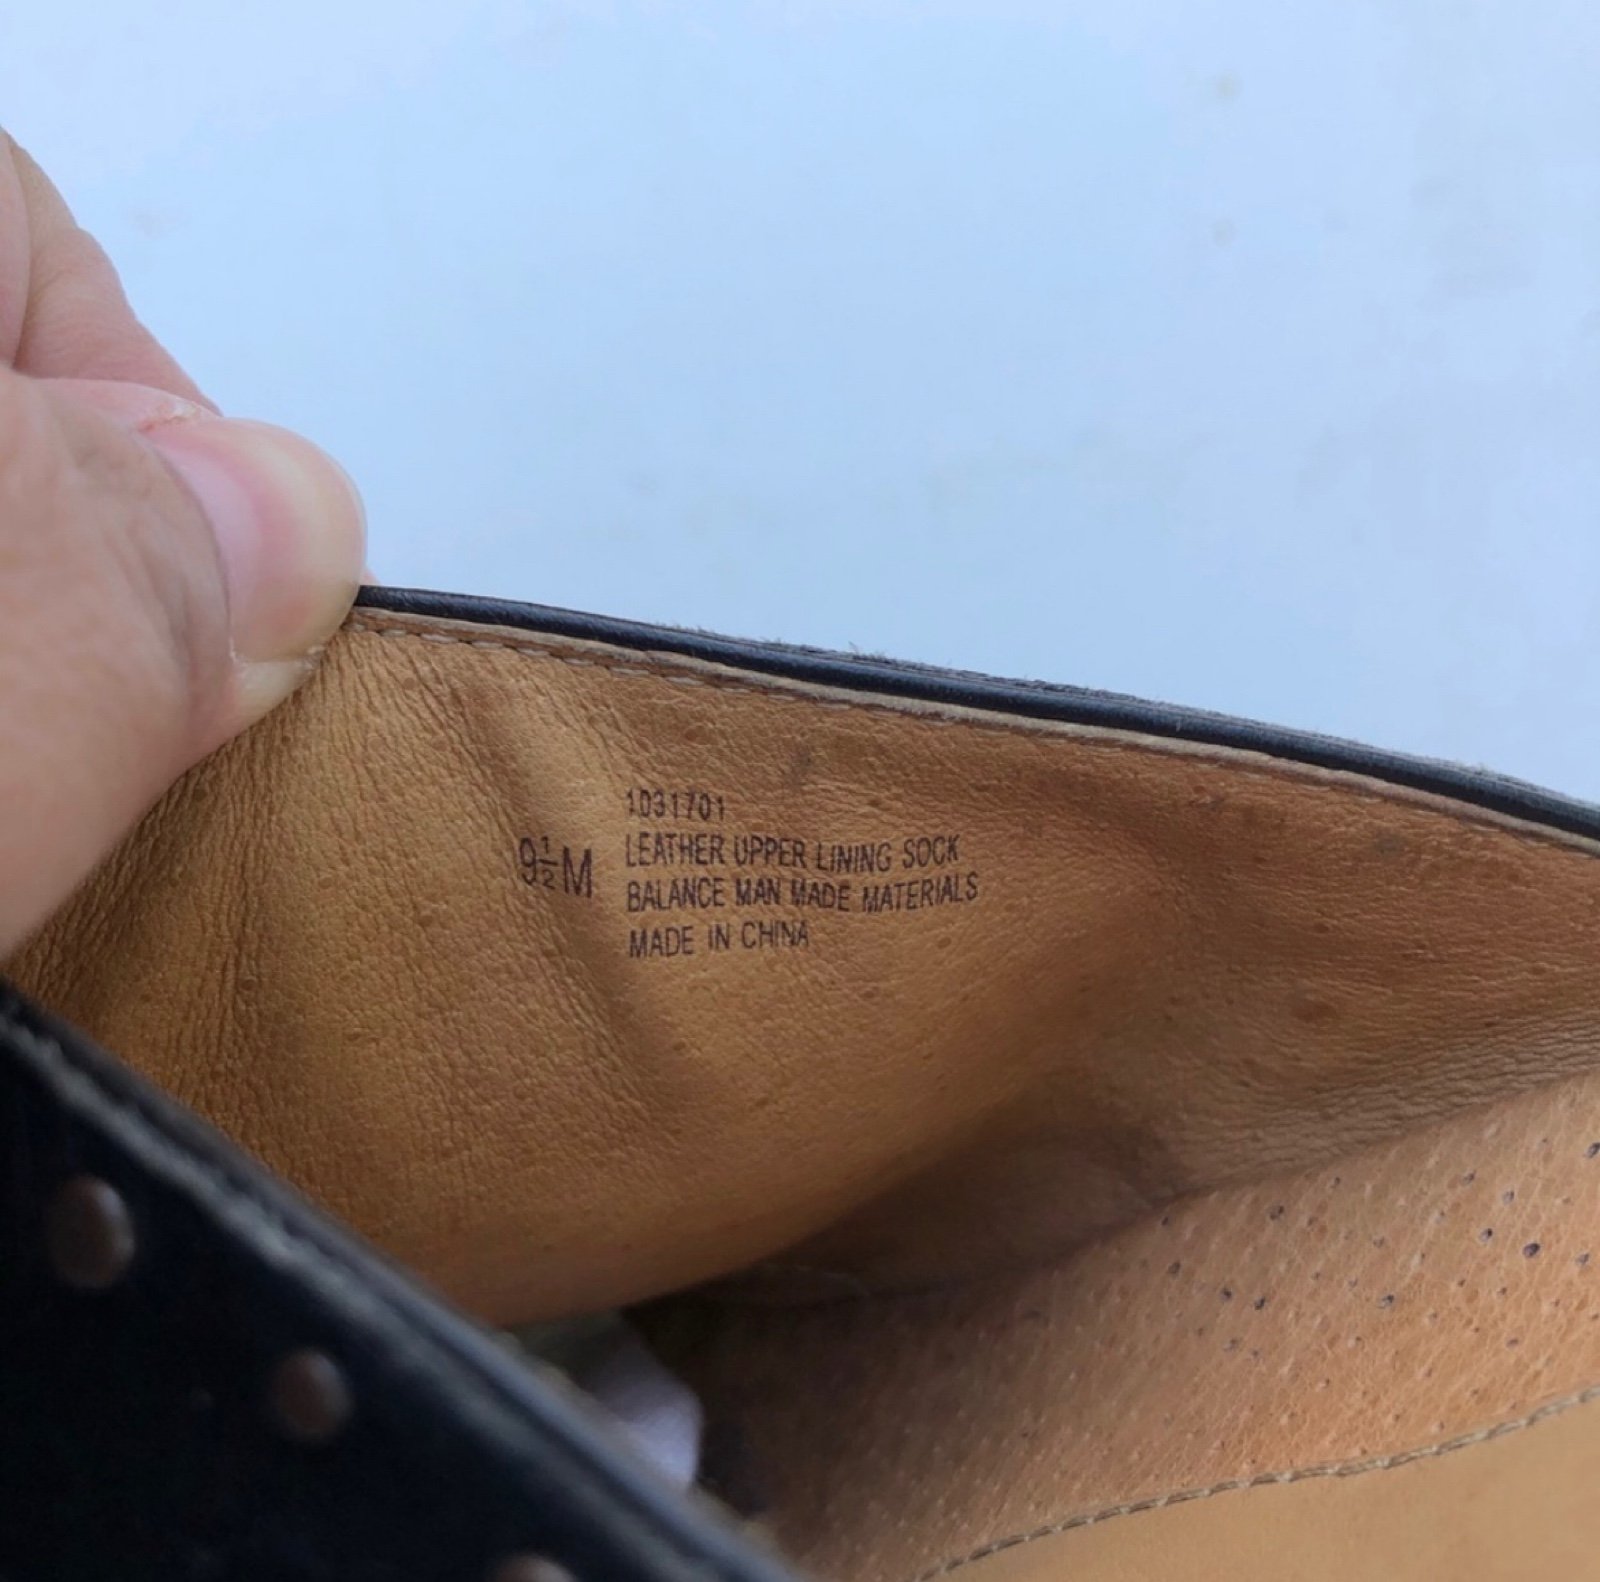 1031701
9½M
LEATHER UPPER LINING SOCK
BALANCE MAN MADE MATERIALS
MADE IN CHINA